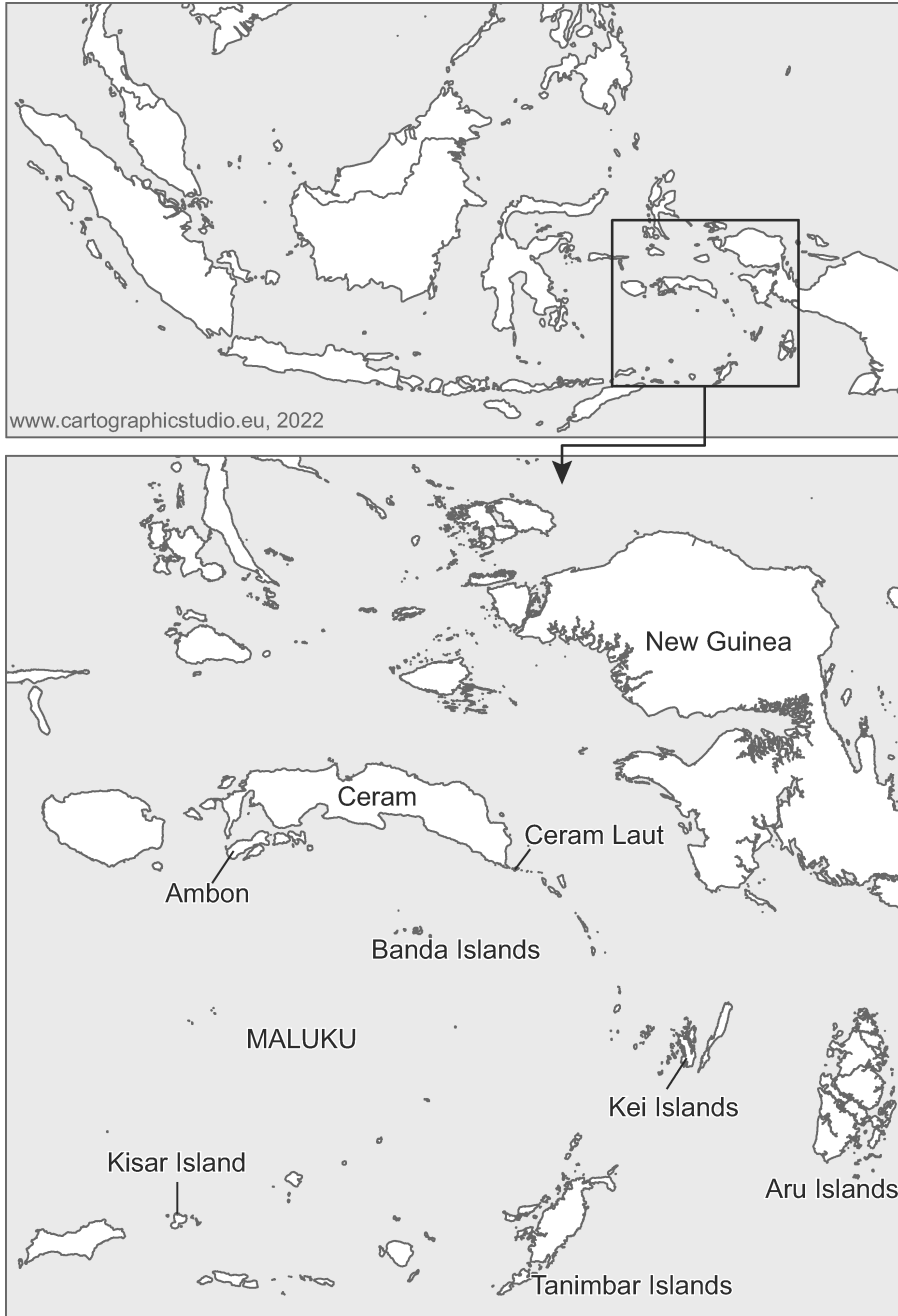 www.cartographicstudio.eu, 2022
New Guinea
Ceram
Ceram Laut
Ambon
Banda Islands
MALUKU
Kei Islands
Kisar Island
Aru Islands
Tanimbar Islands